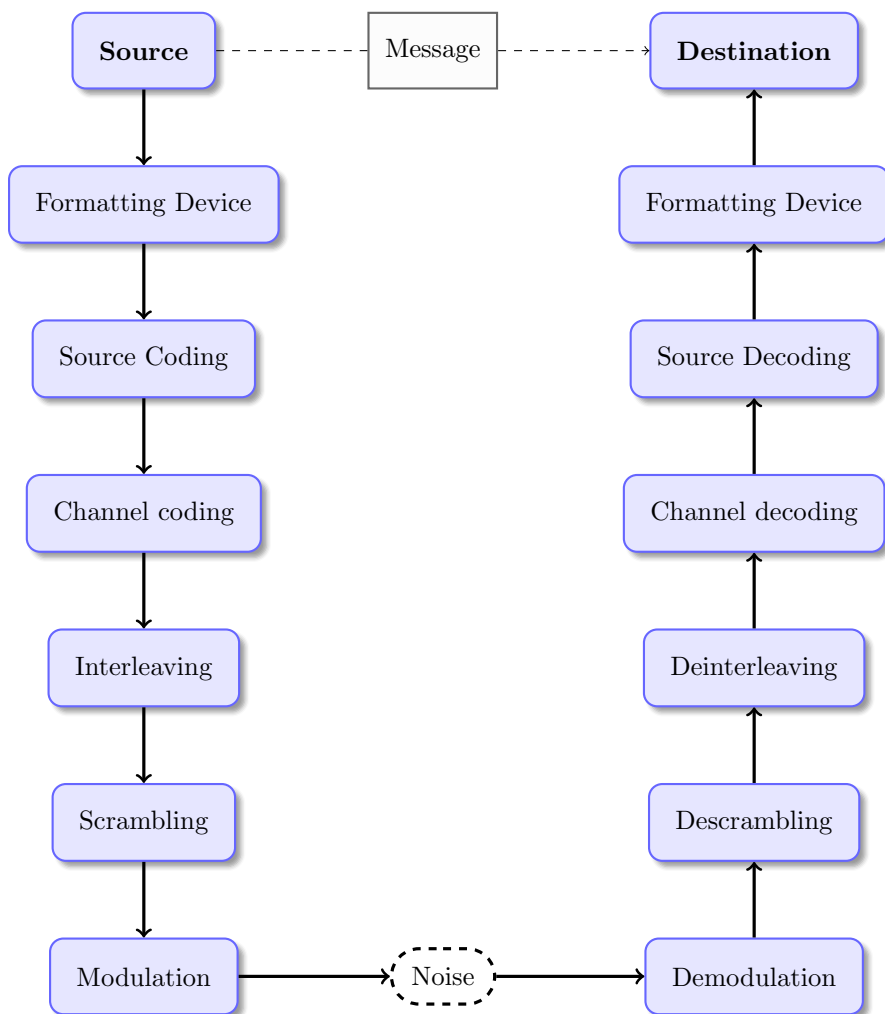 Source
Message
Destination
Formatting Device
Formatting Device
Source Coding
Source Decoding
Channel coding
Channel decoding
Interleaving
Deinterleaving
Scrambling
Descrambling
Modulation
Noise
Demodulation